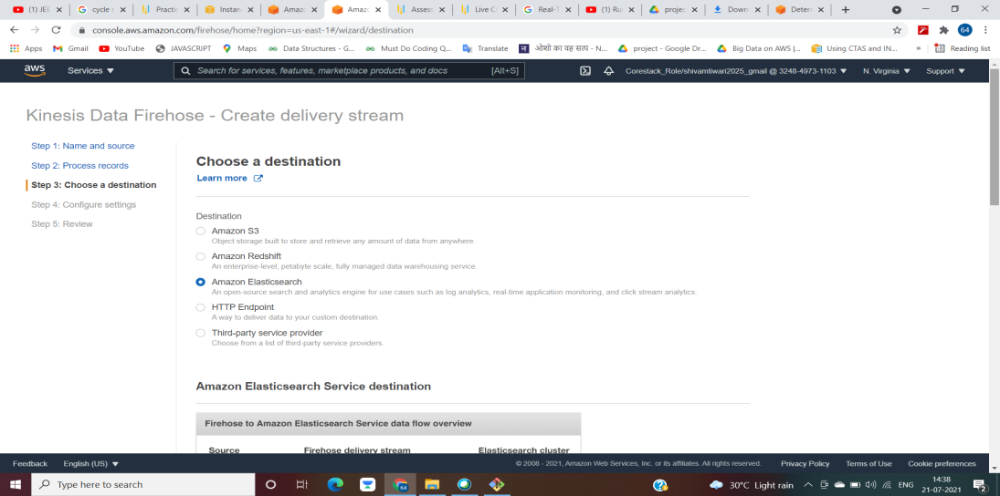 (1) JEE
cycle
Practic
Instan
Amaz
Amaz
Assess
Live C
Real-T
(1) Ru
projec
Down
Deter
console.aws.amazon.com/firehose/home?region=us-east-1#/wizard/destination
64
Apps
Gmail
YouTube
JAVASCRIPT
Maps
Data Structures - G...
Must Do Coding Q...
Translate
ओशो का वह सत्य - N...
project - Google Dr...
Big Data on AWS |...
Using CTAS and IN...
»
Reading list
aws
Services
Search for services, features, marketplace products, and docs
[Alt+S]
Corestack_Role/shivamtiwari2025_gmail @ 3248-4973-1103
N. Virginia
Support
Kinesis Data Firehose - Create delivery stream
Step 1: Name and source
Step 2: Process records
Step 3: Choose a destination
Step 4: Configure settings
Step 5: Review
Choose a destination
Learn more
Destination
Amazon S3
Object storage built to store and retrieve any amount of data from anywhere.
Amazon Redshift
An enterprise-level, petabyte scale, fully managed data warehousing service.
Amazon Elasticsearch
An open-source search and analytics engine for use cases such as log analytics, real-time application monitoring, and click stream analytics.
HTTP Endpoint
A way to deliver data to your custom destination.
Third-party service provider
Choose from a list of third-party service providers.
Amazon Elasticsearch Service destination
Firehose to Amazon Elasticsearch Service data flow overview
Source
Firehose delivery stream
Elasticsearch cluster
Feedback
English (US)
© 2008 - 2021, Amazon Web Services, Inc. or its affiliates. All rights reserved.
Privacy Policy
Terms of Use
Cookie preferences
Type here to search
30°C Light rain
ENG
14:38
21-07-2021